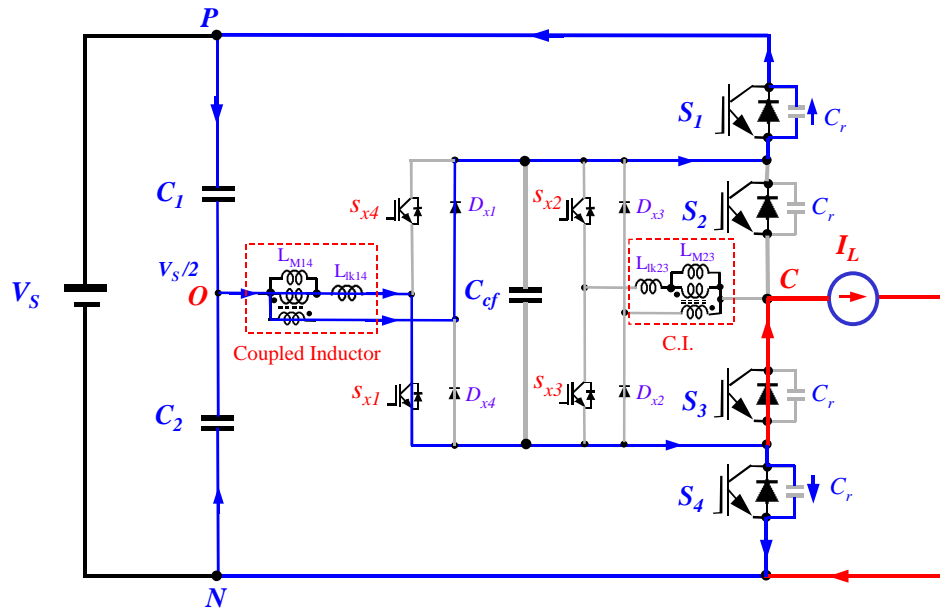 P
S1
Cr
C1
sx4
Dx1
sx2
Dx3
S2
Cr
VS/2
LM14
Llk14
Llk23
LM23
VS
O
Ccf
C
IL
Coupled Inductor
C.I.
C2
sx1
Dx4
sx3
Dx2
S3
Cr
S4
Cr
N